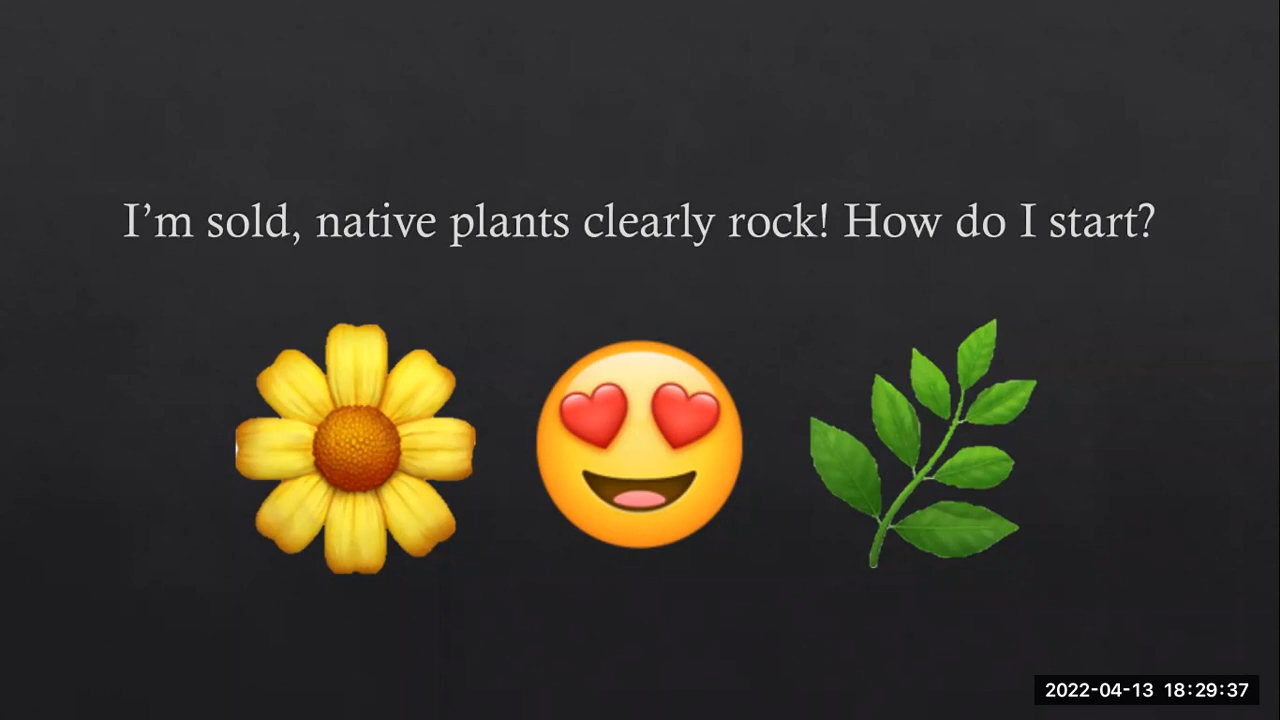 I’m sold, native plants clearly rock! How do I start?
2022-04-13 18:29:37